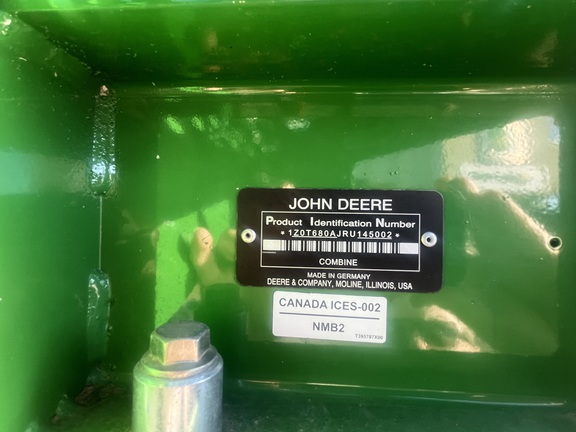 JOHN DEERE
Product Identification Number
*1Z0T680AJRU145002*
COMBINE
MADE IN GERMANY
DEERE & COMPANY, MOLINE, ILLINOIS, USA
CANADA ICES-002
NMB2